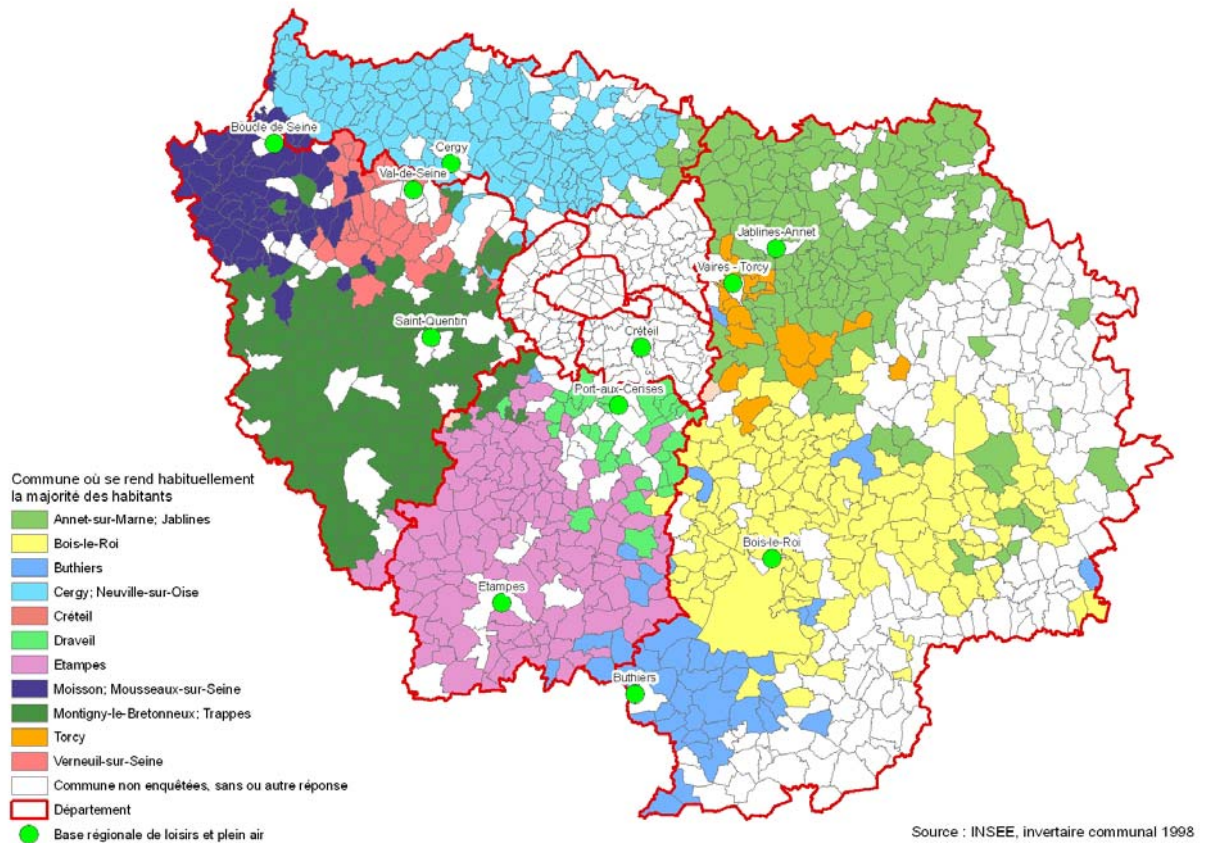 Boucle de Seine
Cergy
Val-de-Seine
Jablines-Annet
Vaires - Torcy
Saint-Quentin
Créteil
Port-aux-Cerises
Bois-le-Roi
Etampes
Buthiers
Commune où se rend habituellement
la majorité des habitants
Annet-sur-Marne; Jablines
Bois-le-Roi
Buthiers
Cergy; Neuville-sur-Oise
Créteil
Draveil
Etampes
Moisson; Mousseaux-sur-Seine
Montigny-le-Bretonneux; Trappes
Torcy
Verneuil-sur-Seine
Commune non enquêtées, sans ou autre réponse
Département
Base régionale de loisirs et plein air
Source : INSEE, invertaire communal 1998